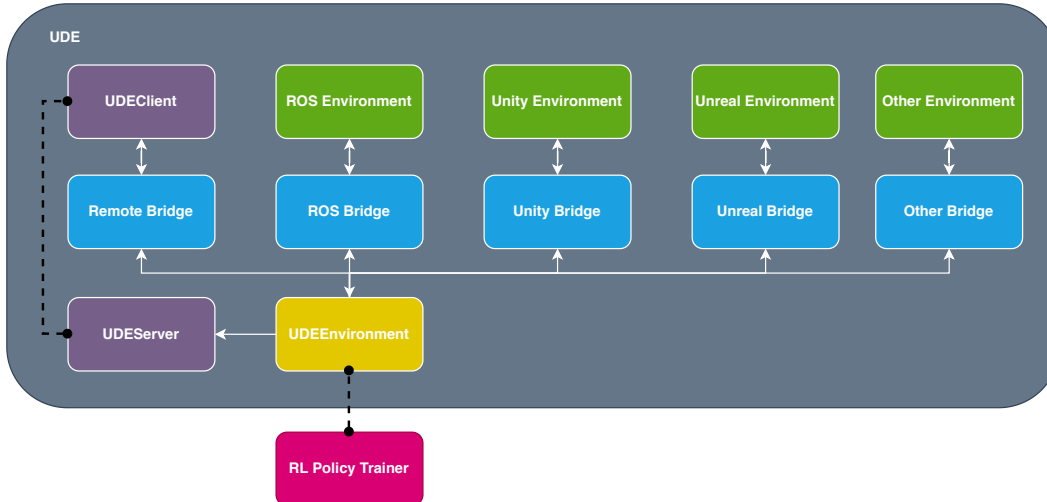 UDE
UDEClient
ROS Environment
Unity Environment
Unreal Environment
Other Environment
Remote Bridge
ROS Bridge
Unity Bridge
Unreal Bridge
Other Bridge
UDEServer
UDEEnvironment
RL Policy Trainer